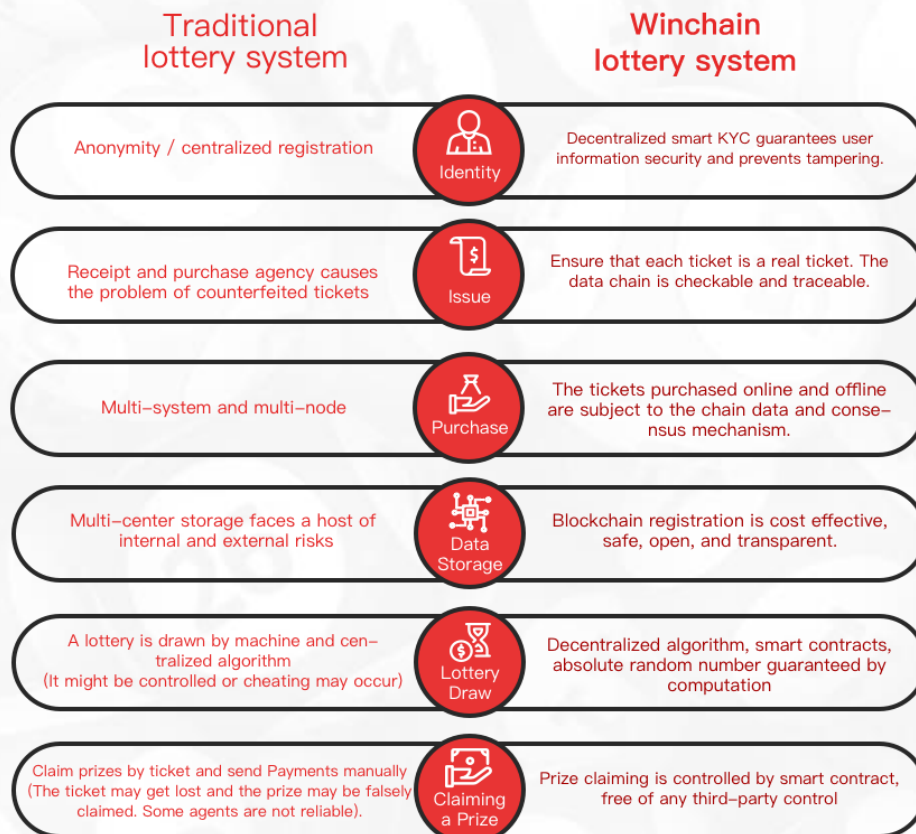 Traditional
lottery system
Winchain
lottery system
Anonymity / centralized registration
Identity
Decentralized smart KYC guarantees user
information security and prevents tampering.
Receipt and purchase agency causes
the problem of counterfeited tickets
Issue
Ensure that each ticket is a real ticket. The
data chain is checkable and traceable.
Multi-system and multi-node
Purchase
The tickets purchased online and offline
are subject to the chain data and conse-
nsus mechanism.
Multi-center storage faces a host of
internal and external risks
Data
Storage
Blockchain registration is cost effective,
safe, open, and transparent.
A lottery is drawn by machine and cen-
tralized algorithm
(It might be controlled or cheating may occur)
Lottery
Draw
Decentralized algorithm, smart contracts,
absolute random number guaranteed by
computation
Claim prizes by ticket and send Payments manually
(The ticket may get lost and the prize may be falsely
claimed. Some agents are not reliable).
Claiming
a Prize
Prize claiming is controlled by smart contract,
free of any third-party control